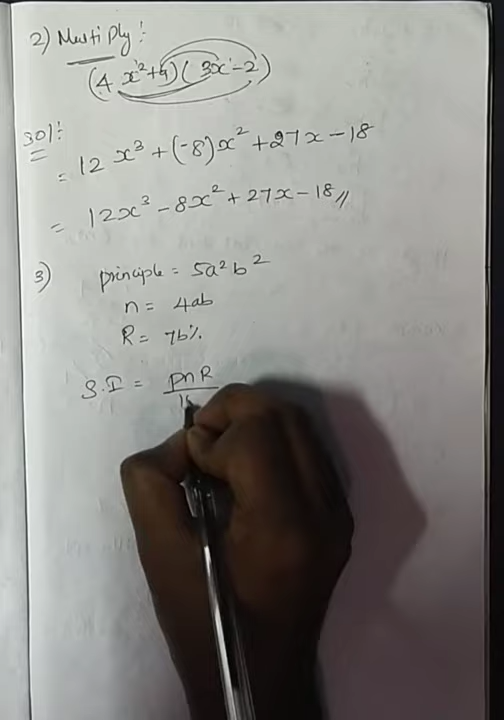 2) Multiply:
(4x²+9)(3x-2)
Sol:
= 12x³ + (-8)x² + 27x - 18
= 12x³ - 8x² + 27x - 18 //
3) principle = 5a²b²
n = 4ab
R = 7b%
S.I = pnR